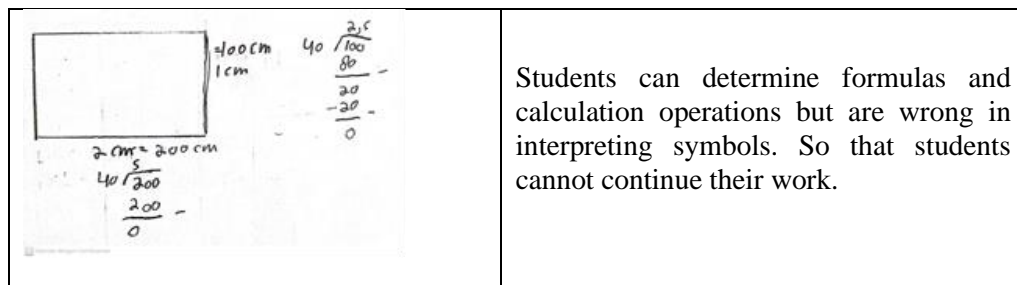 2,5
=100cm 40 /100
1cm 80 -
20
-20 -
0
2 cm = 200 cm
5
40 /200
200 -
0
Students can determine formulas and
calculation operations but are wrong in
interpreting symbols. So that students
cannot continue their work.